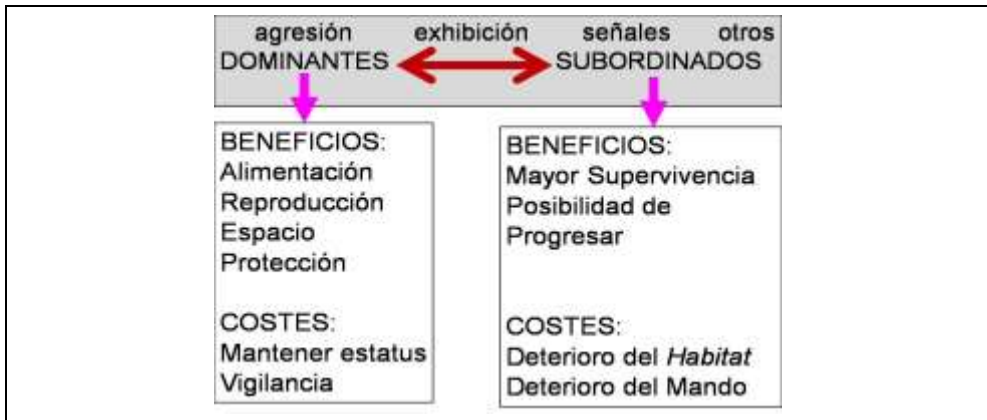 agresión exhibición señales otros
DOMINANTES SUBORDINADOS
BENEFICIOS:
Alimentación
Reproducción
Espacio
Protección
COSTES:
Mantener estatus
Vigilancia
BENEFICIOS:
Mayor Supervivencia
Posibilidad de
Progresar
COSTES:
Deterioro del Habitat
Deterioro del Mando